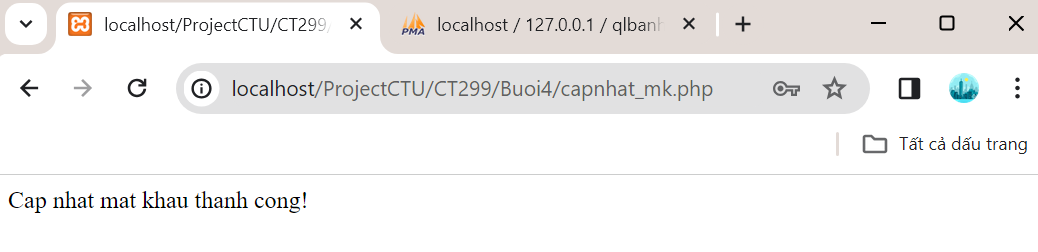 localhost/ProjectCTU/CT299/
PMA
localhost / 127.0.0.1 / qlbanh
localhost/ProjectCTU/CT299/Buoi4/capnhat_mk.php
Tất cả dấu trang
Cap nhat mat khau thanh cong!